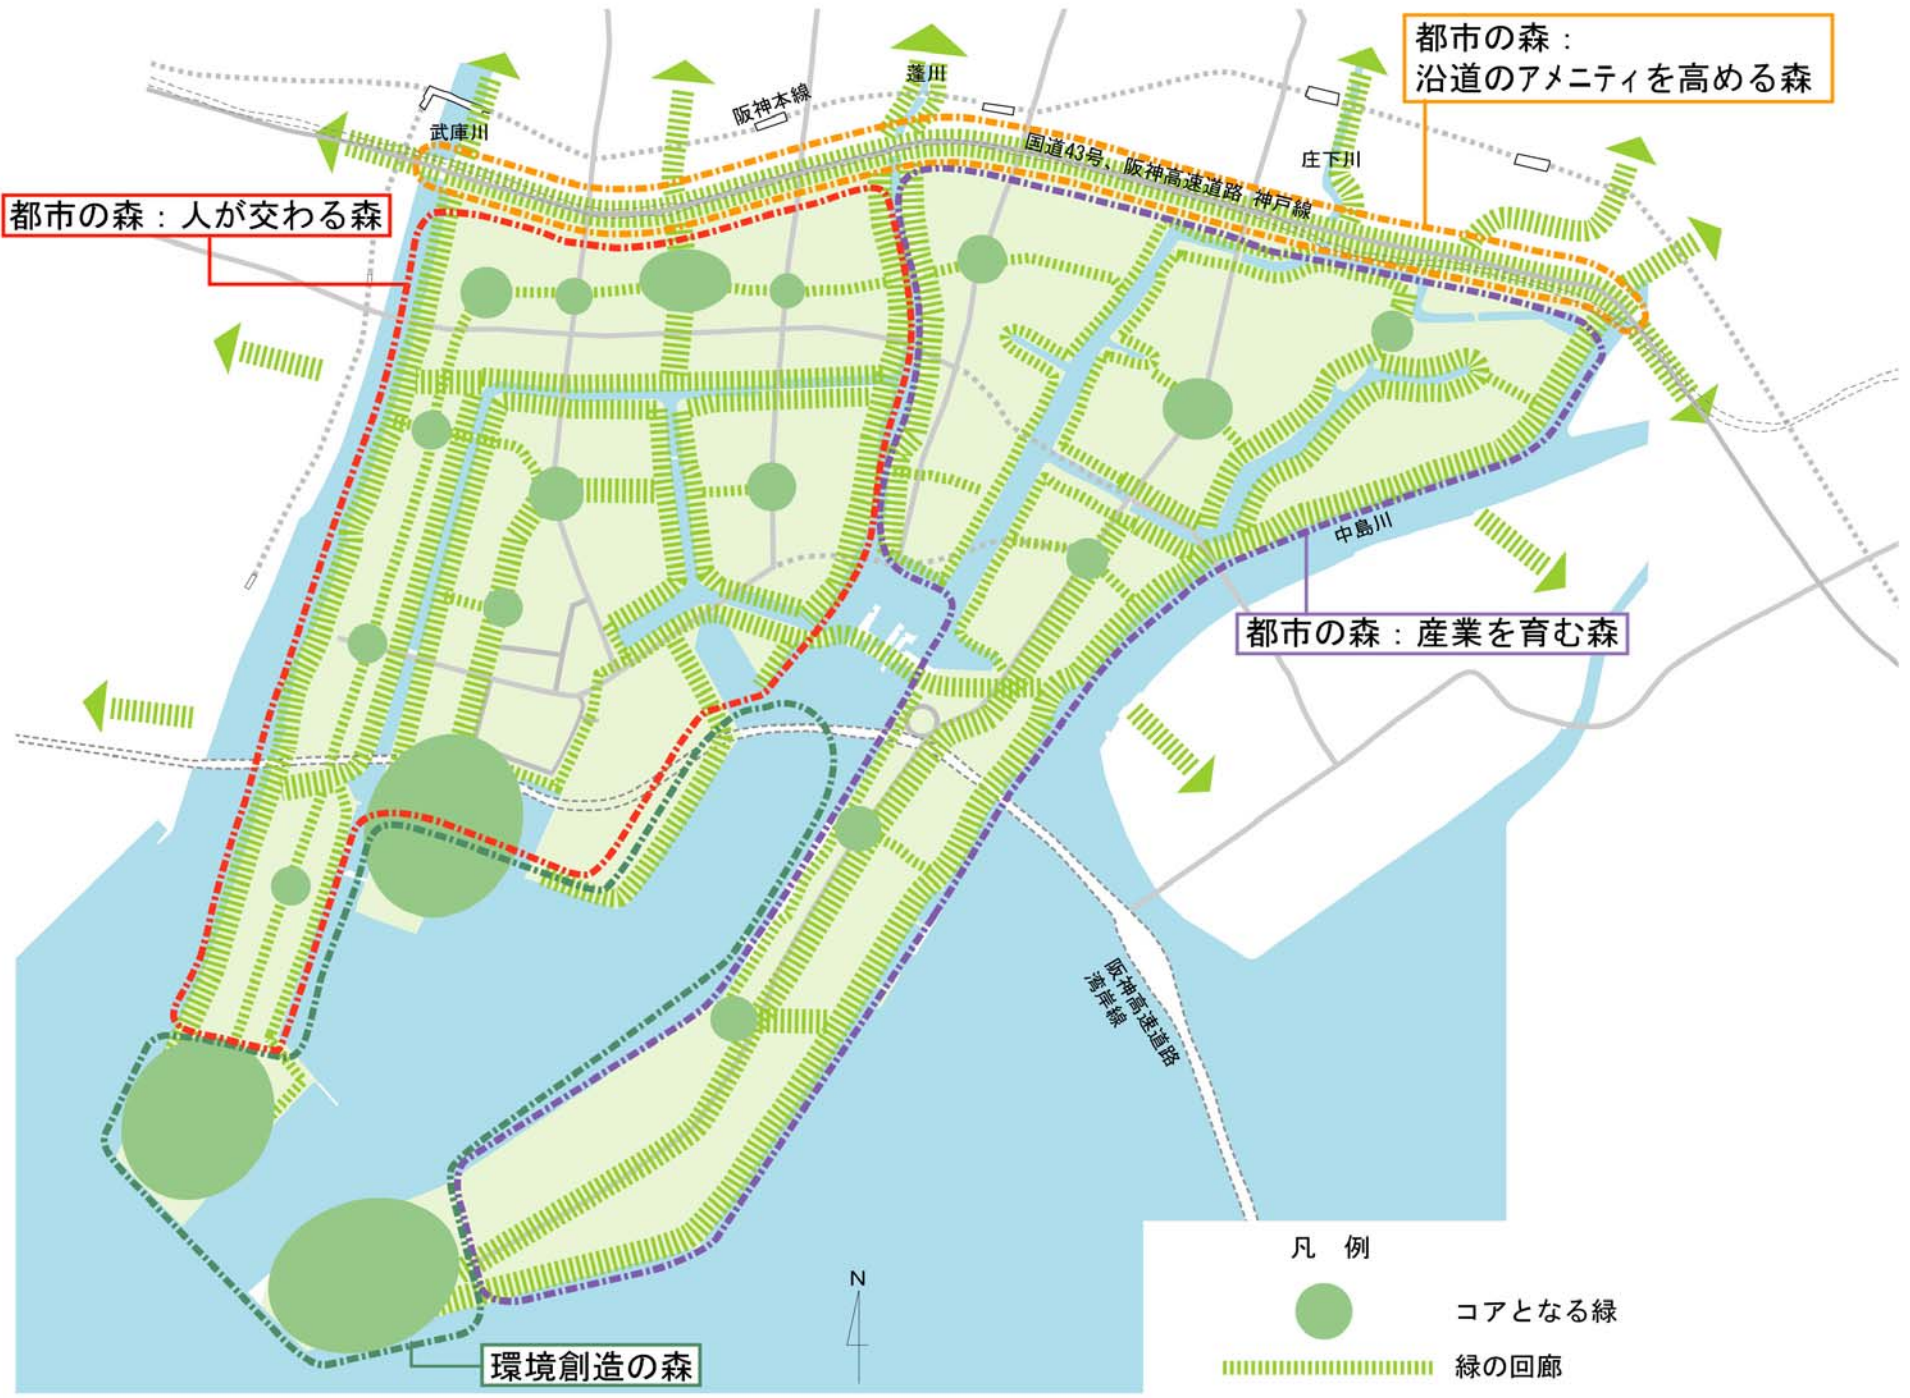 都市の森：
沿道のアメニティを高める森
蓬川
阪神本線
武庫川
国道43号、阪神高速道路 神戸線
庄下川
都市の森：人が交わる森
中島川
都市の森：産業を育む森
阪神高速道路
湾岸線
N
凡 例
コアとなる緑
緑の回廊
環境創造の森